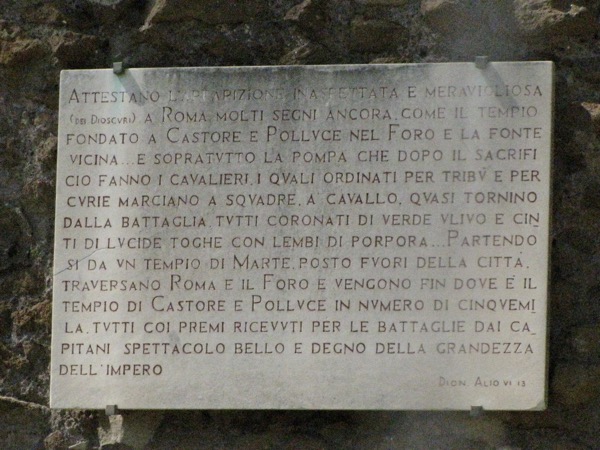 ATTESTANO L'APPARIZIONE INASPETTATA E MERAVIGLIOSA
(DEI DIOSCVRI). A ROMA, MOLTI SEGNI ANCORA, COME IL TEMPIO
FONDATO A CASTORE E POLLVCE NEL FORO E LA FONTE
VICINA... E SOPRATVTTO LA POMPA CHE DOPO IL SACRIFI
CIO FANNO I CAVALIERI, I QVALI ORDINATI PER TRIBV̀ E PER
CVRIE MARCIANO A SQVADRE, A CAVALLO, QVASI TORNINO
DALLA BATTAGLIA, TVTTI CORONATI DI VERDE VLIVO E CIN
TI DI LVCIDE TOGHE CON LEMBI DI PORPORA... PARTENDO
SI DA VN TEMPIO DI MARTE, POSTO FVORI DELLA CITTÀ,
TRAVERSANO ROMA E IL FORO E VENGONO FIN DOVE È IL
TEMPIO DI CASTORE E POLLVCE IN NVMERO DI CINQVEMI
LA, TVTTI COI PREMI RICEVVTI PER LE BATTAGLIE DAI CA_
PITANI SPETTACOLO BELLO E DEGNO DELLA GRANDEZZA
DELL'IMPERO
DION. ALIO VI 13